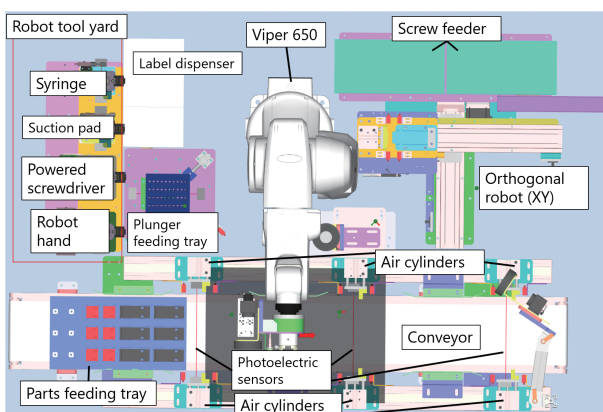 Robot tool yard
Viper 650
Screw feeder
Label dispenser
Syringe
Suction pad
Powered
screwdriver
Robot
hand
Plunger
feeding tray
Orthogonal
robot (XY)
Air cylinders
Conveyor
Photoelectric
sensors
Parts feeding tray
Air cylinders